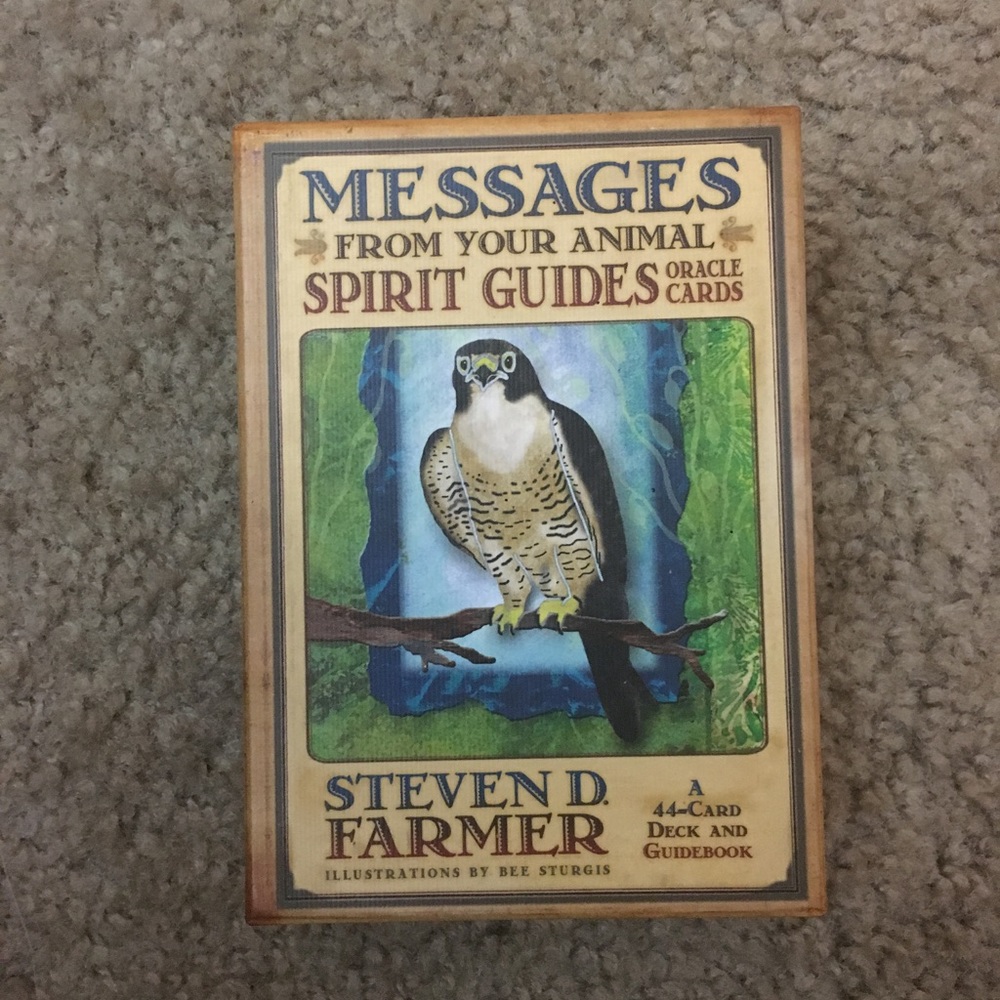 MESSAGES
FROM YOUR ANIMAL
SPIRIT GUIDES ORACLE CARDS
STEVEN D.
FARMER
ILLUSTRATIONS BY BEE STURGIS
A
44-CARD
DECK AND
GUIDEBOOK